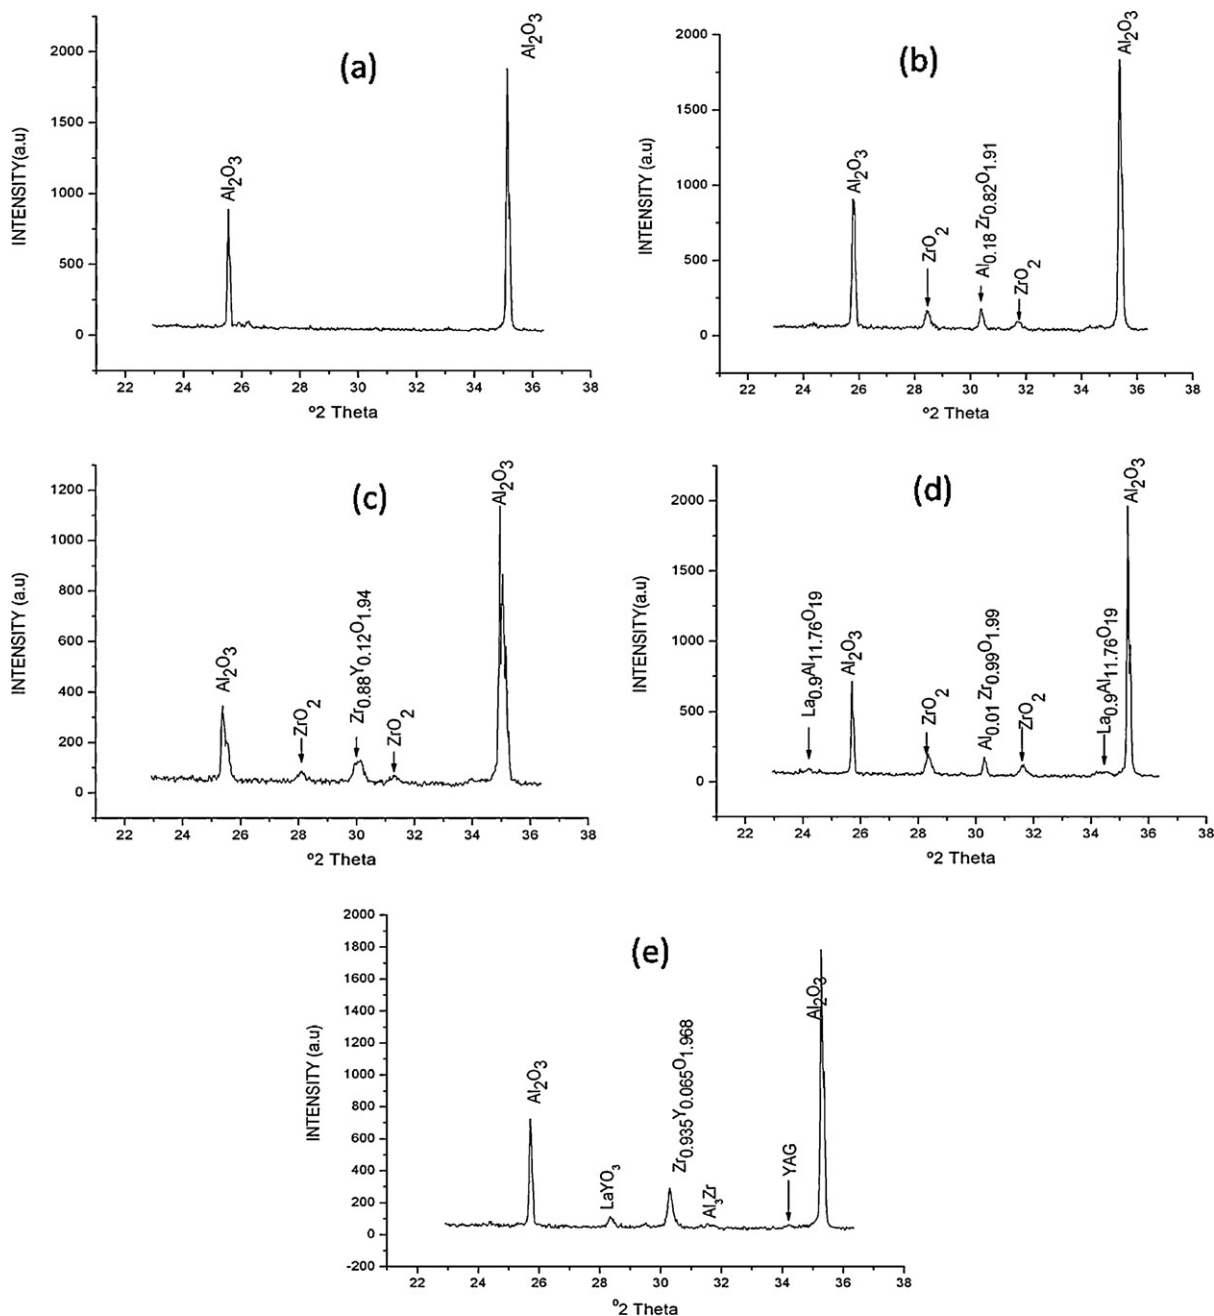 (a)
Al2O3
Al2O3
INTENSITY(a.u)
2000
1500
1000
500
0
22 24 26 28 30 32 34 36 38
º2 Theta
(b)
Al2O3
ZrO2
Al0.18 Zr0.82O1.91
ZrO2
Al2O3
INTENSITY (a.u)
2000
1500
1000
500
0
22 24 26 28 30 32 34 36 38
º2 Theta
(c)
Al2O3
ZrO2
Zr0.88Y0.12O1.94
ZrO2
Al2O3
INTENSITY (a.u)
1200
1000
800
600
400
200
0
22 24 26 28 30 32 34 36 38
º2 Theta
(d)
La0.9Al11.76O19
Al2O3
ZrO2
Al0.01 Zr0.99O1.99
ZrO2
La0.9Al11.76O19
Al2O3
INTENSITY(a.u)
2000
1500
1000
500
0
22 24 26 28 30 32 34 36 38
º2 Theta
(e)
Al2O3
LaYO3
Zr0.935Y0.065O1.968
Al3Zr
YAG
Al2O3
INTENSITY (a.u)
2000
1800
1600
1400
1200
1000
800
600
400
200
0
-200
22 24 26 28 30 32 34 36 38
º2 Theta